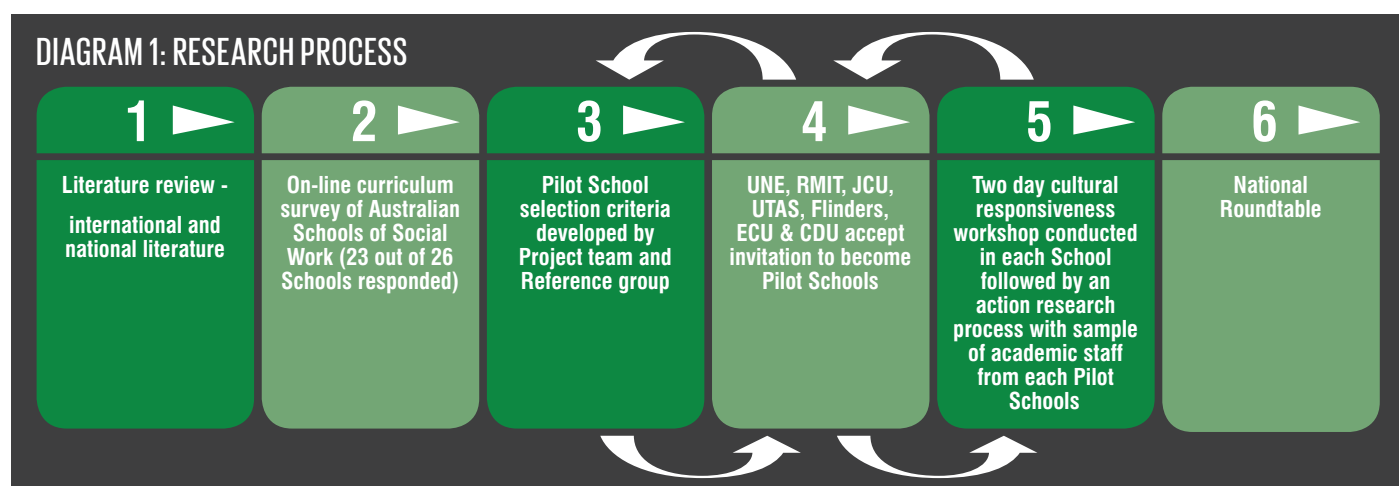 DIAGRAM 1: RESEARCH PROCESS
1
Literature review -
international and
national literature
2
On-line curriculum
survey of Australian
Schools of Social
Work (23 out of 26
Schools responded)
3
Pilot School
selection criteria
developed by
Project team and
Reference group
4
UNE, RMIT, JCU,
UTAS, Flinders,
ECU & CDU accept
invitation to become
Pilot Schools
5
Two day cultural
responsiveness
workshop conducted
in each School
followed by an
action research
process with sample
of academic staff
from each Pilot
Schools
6
National
Roundtable